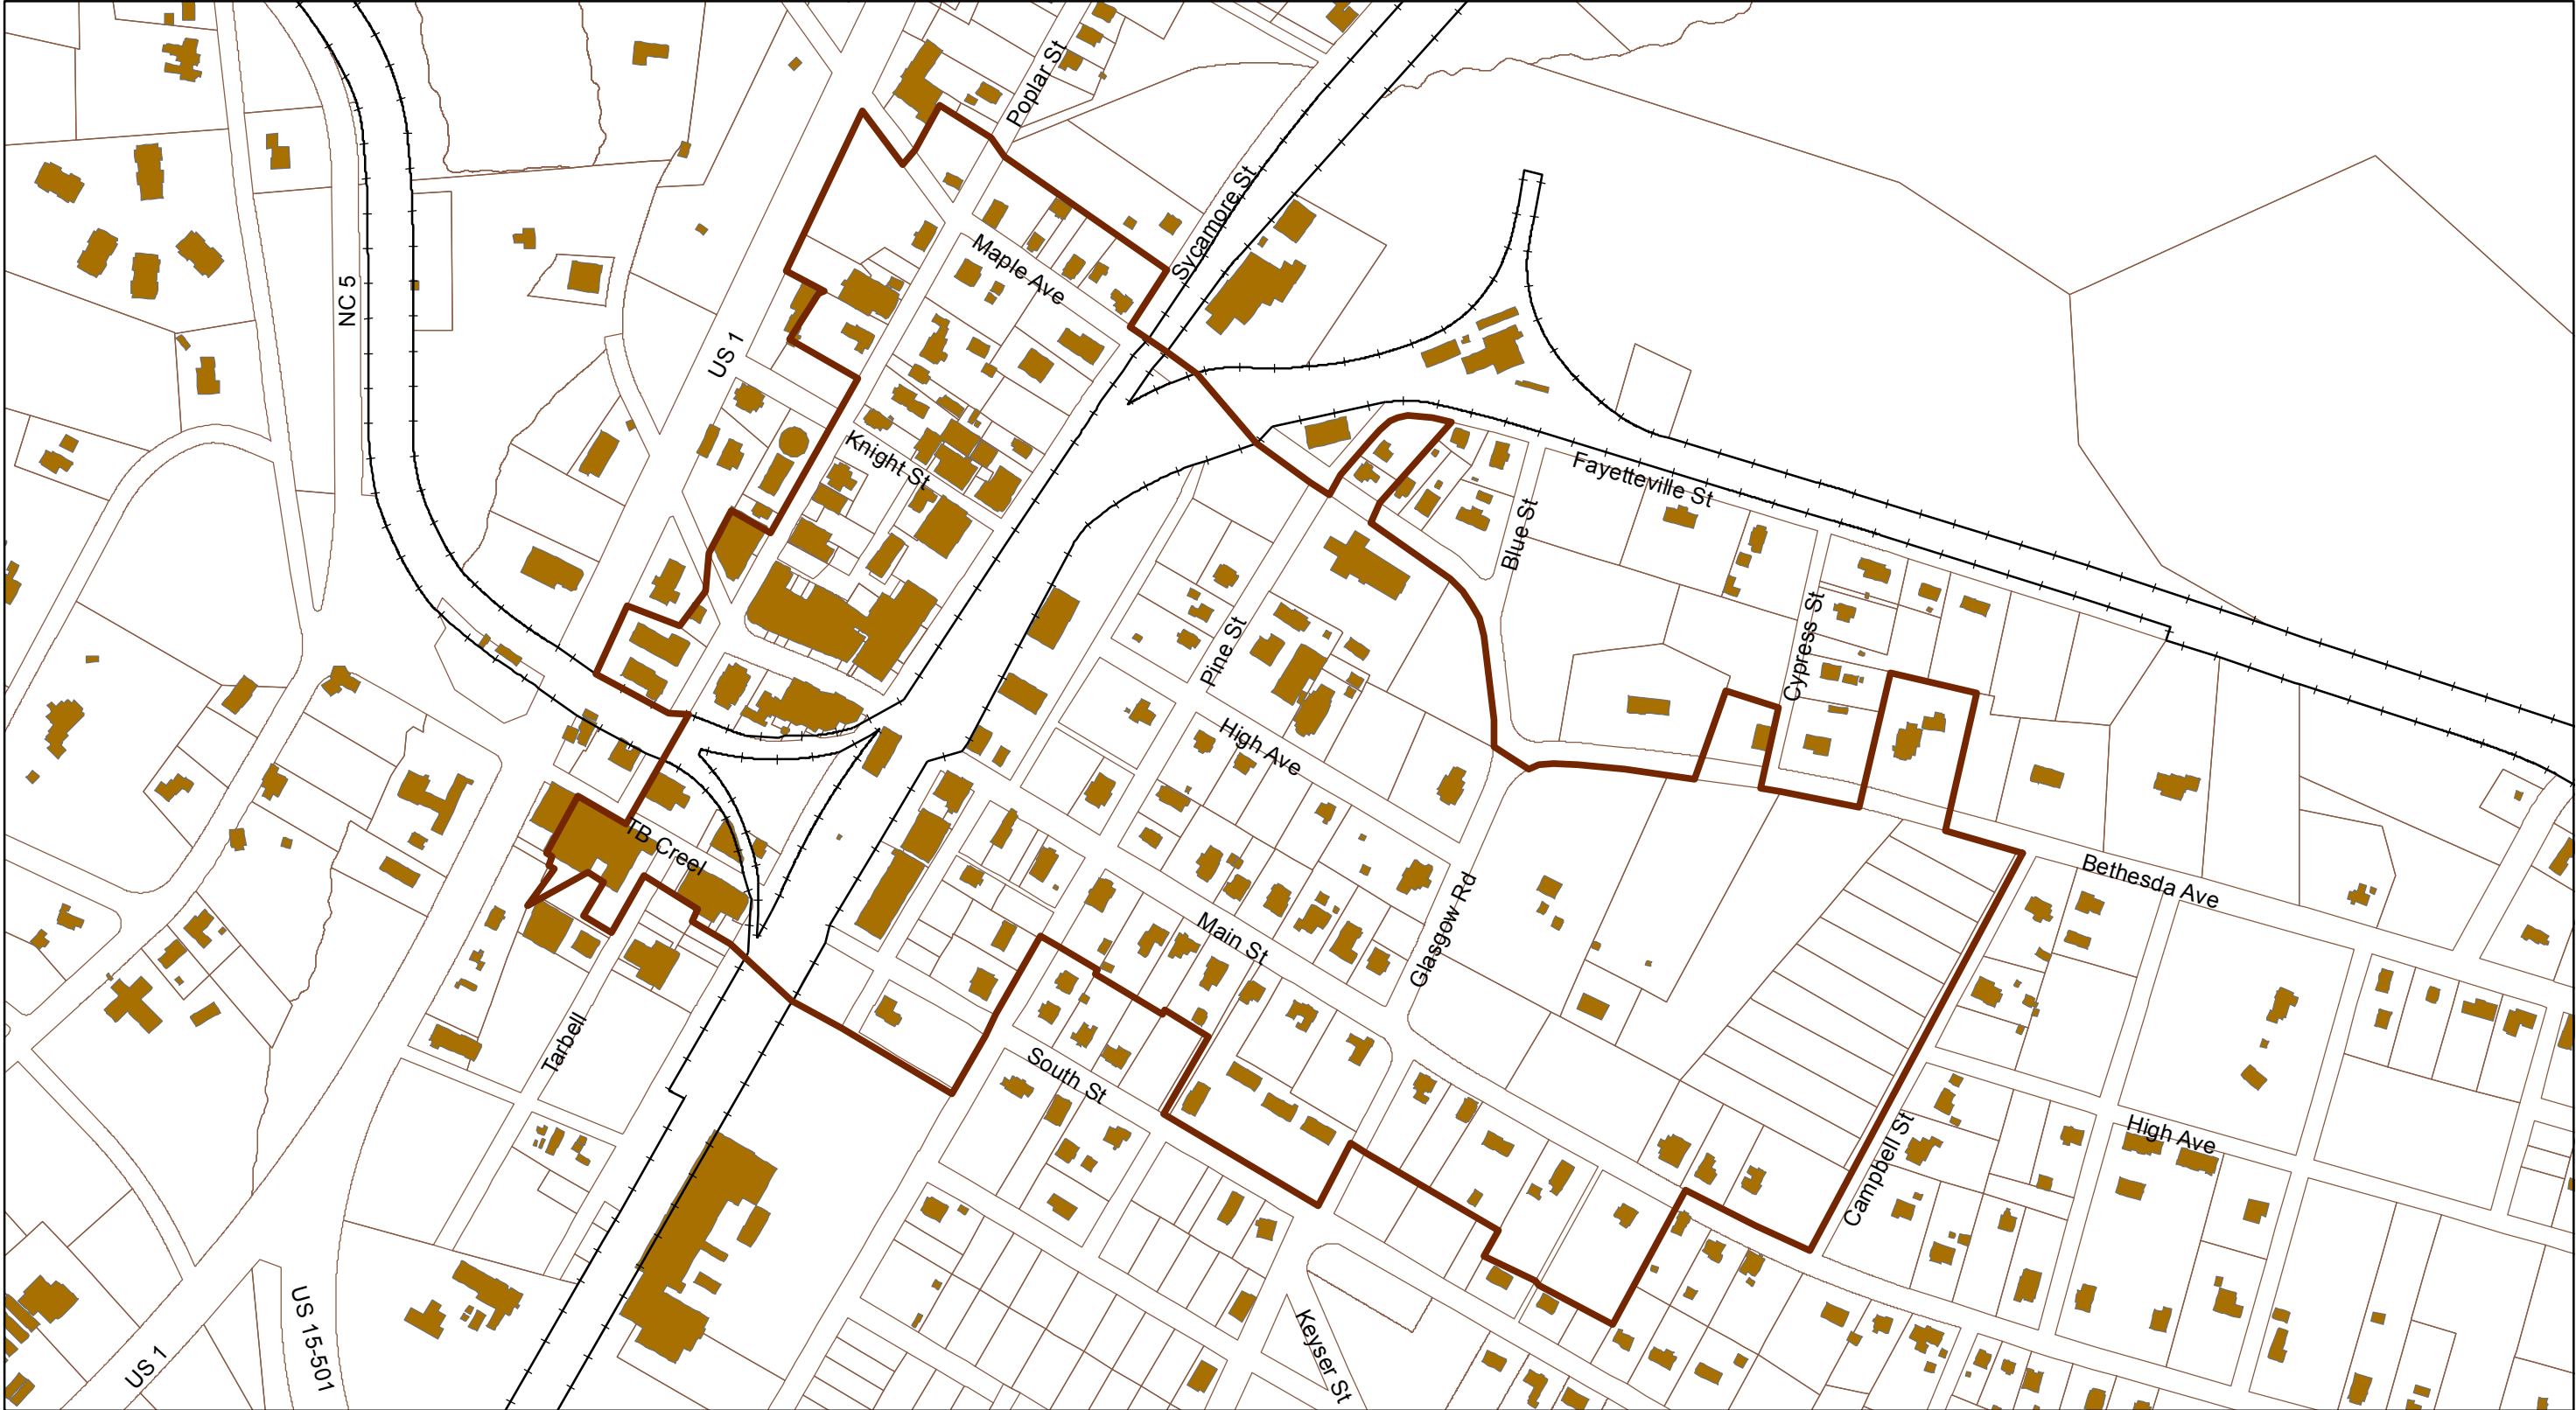 Poplar St
Sycamore St
Maple Ave
NC 5
US 1
Knight St
Fayetteville St
Blue St
Cypress St
Pine St
High Ave
TB Creel
Main St
Glasgow Rd
Bethesda Ave
Tarbell
South St
Campbell St
High Ave
Keyser St
US 15-501
US 1